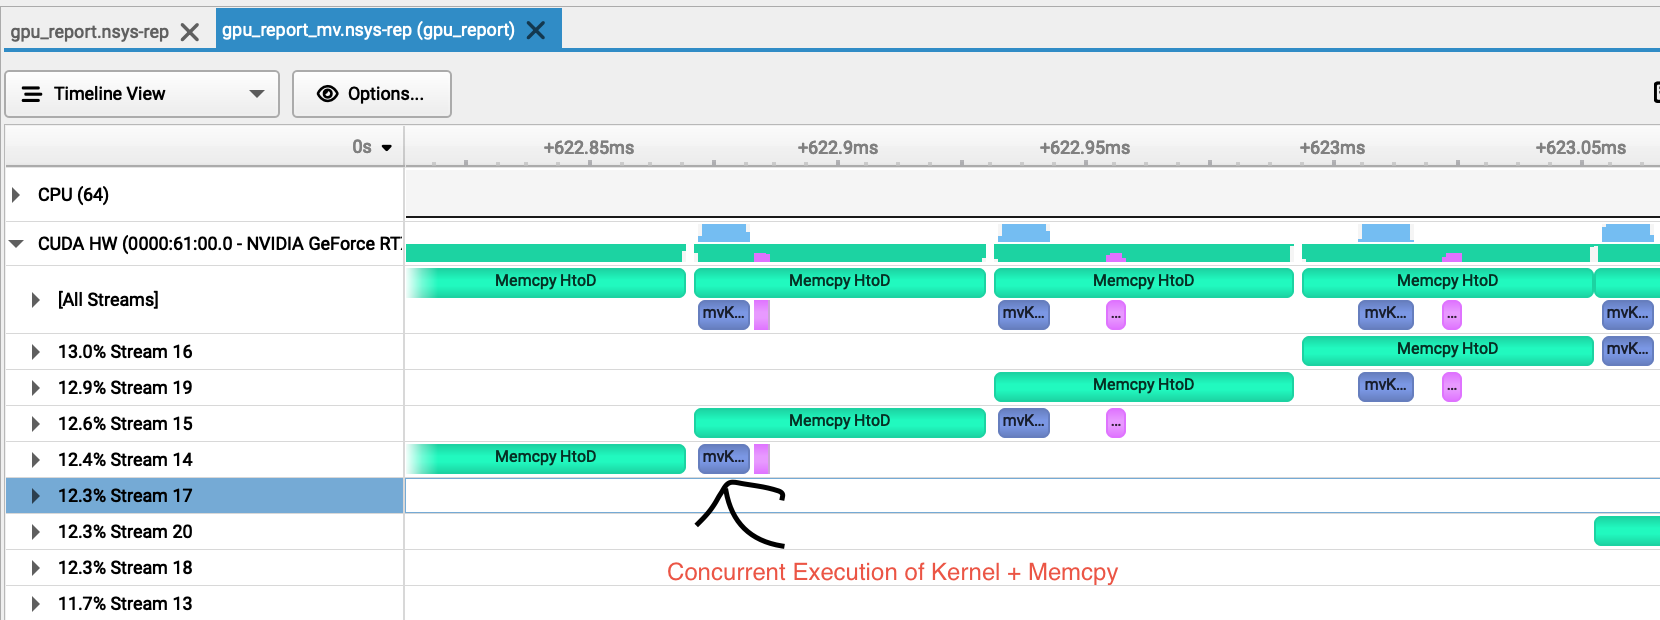 gpu_report.nsys-rep
gpu_report_mv.nsys-rep (gpu_report)
Timeline View
Options...
0s +622.85ms +622.9ms +622.95ms +623ms +623.05ms
CPU (64)
CUDA HW (0000:61:00.0 - NVIDIA GeForce RT
[All Streams] Memcpy HtoD Memcpy HtoD Memcpy HtoD Memcpy HtoD
mvK... mvK... ... mvK... ... mvK...
13.0% Stream 16 Memcpy HtoD mvK...
12.9% Stream 19 Memcpy HtoD mvK... ...
12.6% Stream 15 Memcpy HtoD mvK... ...
12.4% Stream 14 Memcpy HtoD mvK...
12.3% Stream 17
12.3% Stream 20
Concurrent Execution of Kernel + Memcpy
12.3% Stream 18
11.7% Stream 13